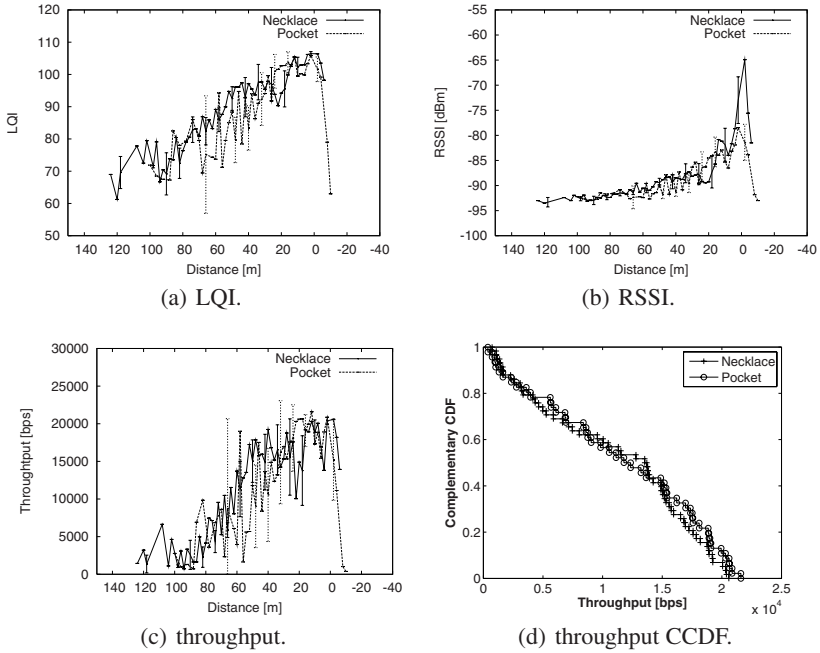 120
110
100
90
80
70
60
50
LQI
140 120 100 80 60 40 20 0 -20 -40
Distance [m]
Necklace
Pocket
(a) LQI.
-55
-60
-65
-70
-75
-80
-85
-90
-95
-100
RSSI [dBm]
140 120 100 80 60 40 20 0 -20 -40
Distance [m]
Necklace
Pocket
(b) RSSI.
30000
25000
20000
15000
10000
5000
0
Throughtput [bps]
140 120 100 80 60 40 20 0 -20 -40
Distance [m]
Necklace
Pocket
(c) throughput.
1
0.8
0.6
0.4
0.2
0
Complementary CDF
0 0.5 1 1.5 2 2.5
x 10⁴
Throughput [bps]
Necklace
Pocket
(d) throughput CCDF.